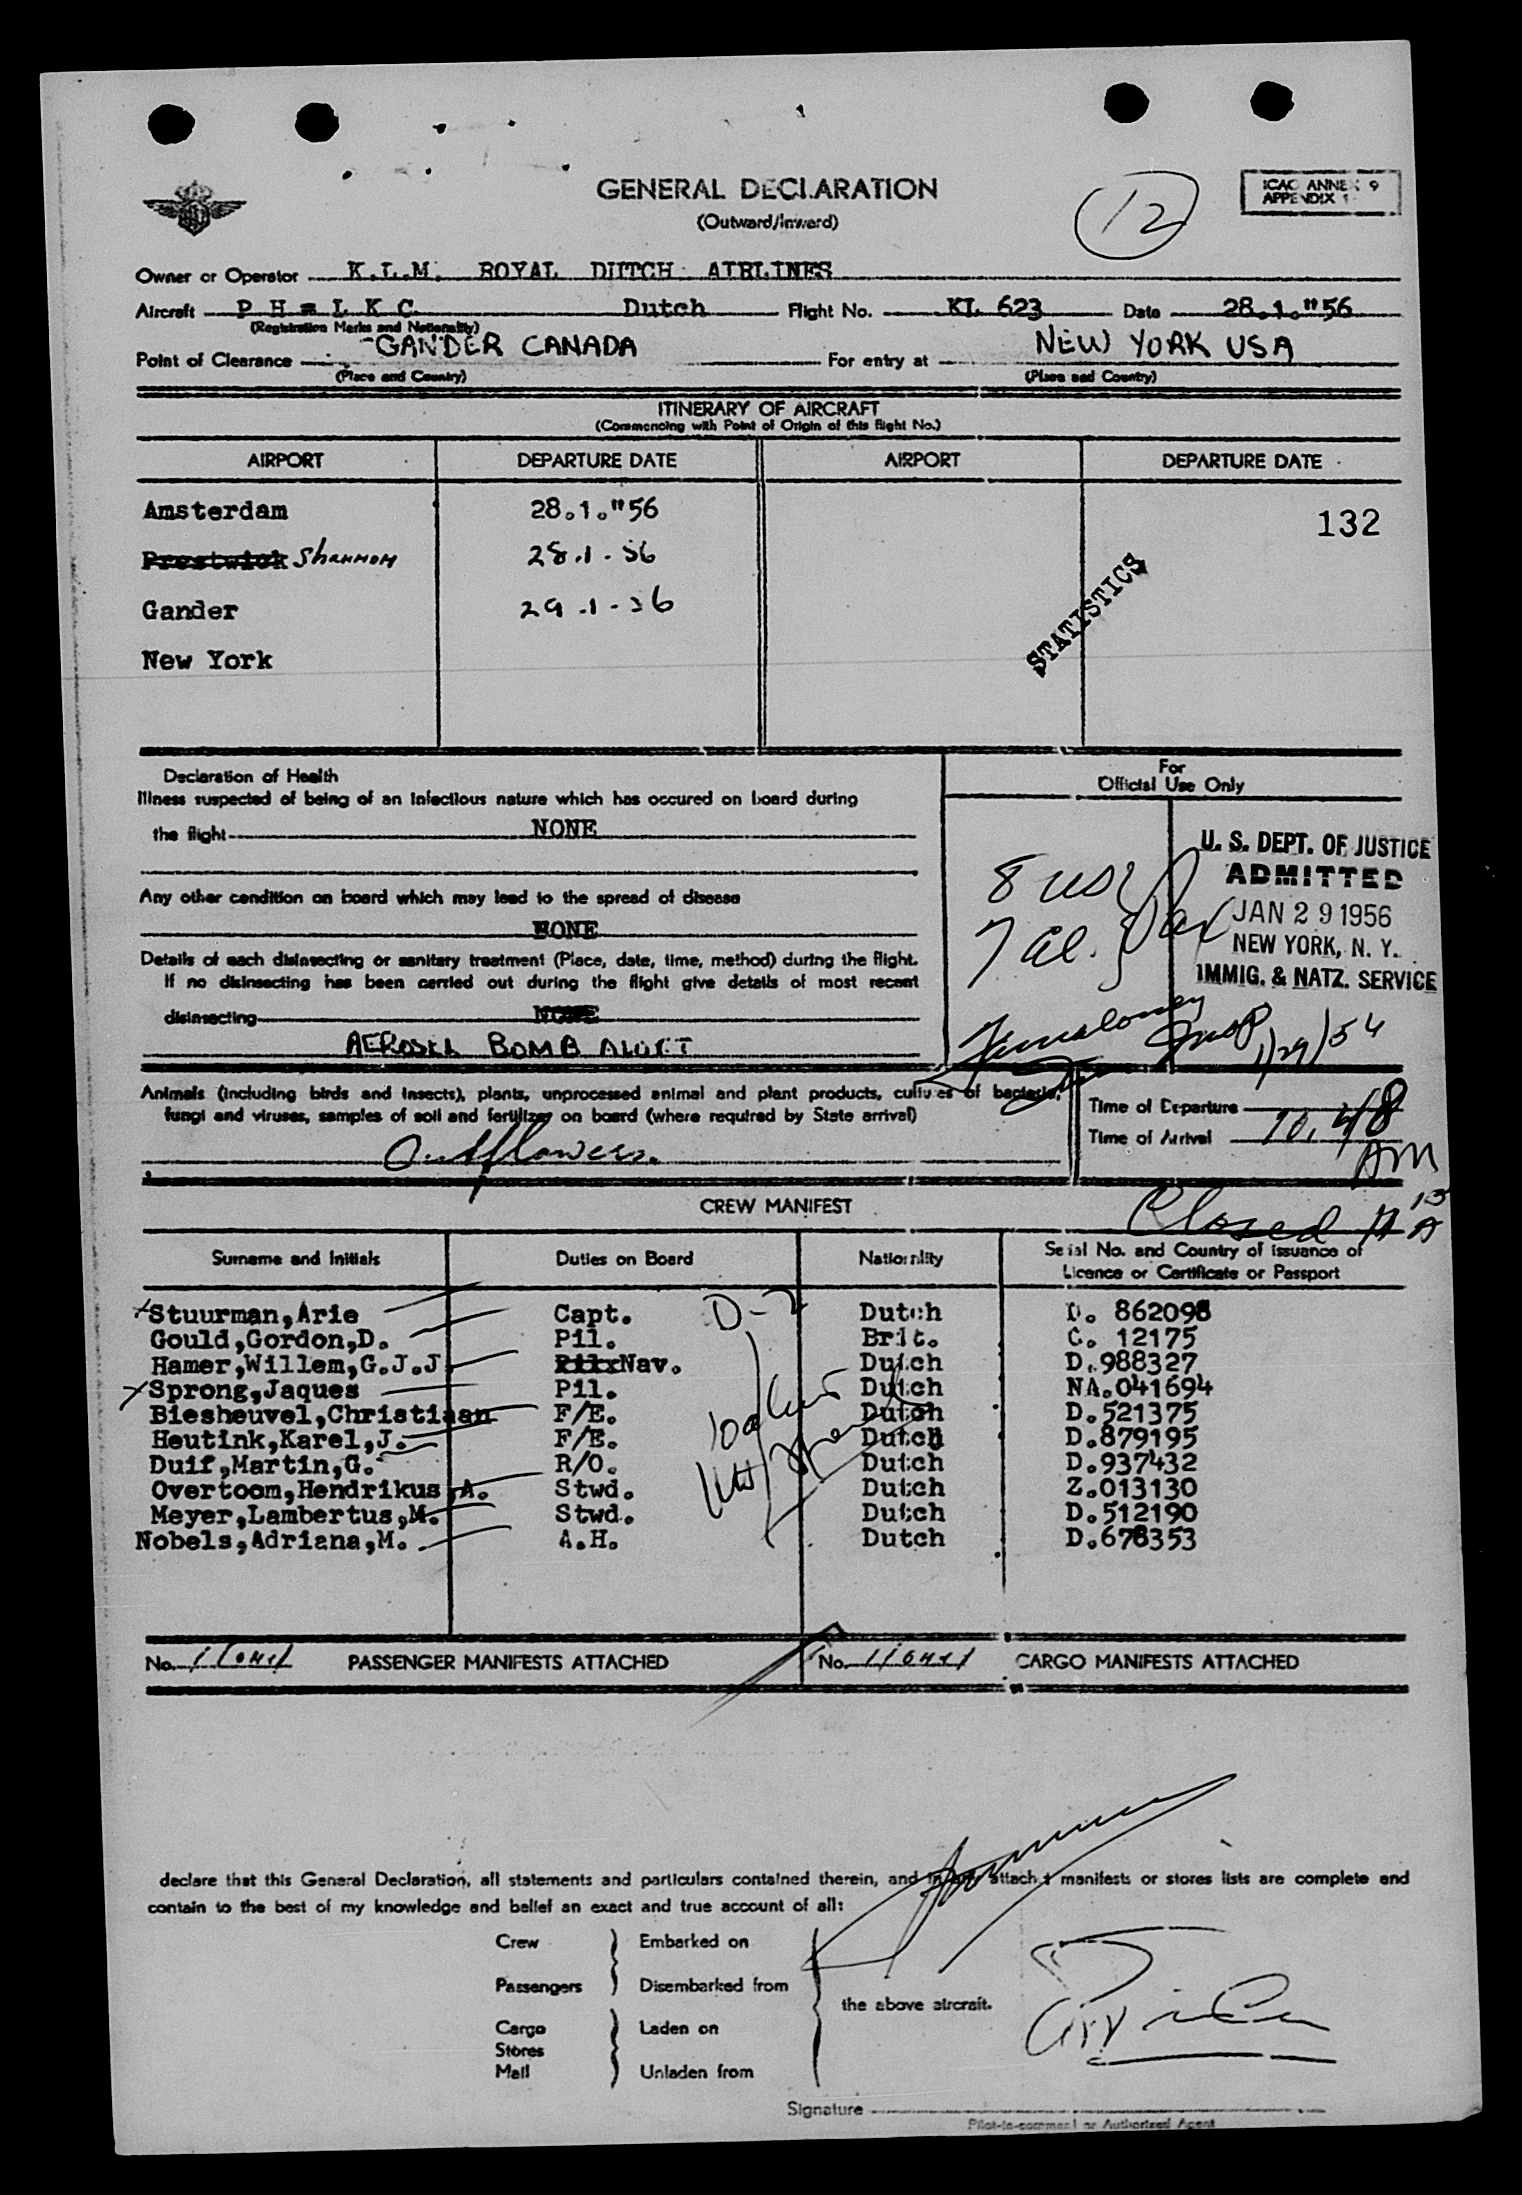 GENERAL DECLARATION
(Outward/Inward)
12
ICAO ANNEX 9
APPENDIX 1
Owner or Operator K.L.M. ROYAL DUTCH AIRLINES
Aircraft P H = L K C. Dutch Flight No. KL 623 Date 28.1."56
(Registration Marks and Nationality)
Point of Clearance GANDER CANADA For entry at NEW YORK USA
(Place and Country) (Place and Country)
ITINERARY OF AIRCRAFT
(Commencing with Point of Origin of this flight No.)
AIRPORT DEPARTURE DATE AIRPORT DEPARTURE DATE
Amsterdam 28.1."56
132
Prestwick Shannon 28.1-56
Gander 29.1-56
STATISTICS
New York
Declaration of Health
Illness suspected of being of an infectious nature which has occured on board during
the flight NONE
Any other condition on board which may lead to the spread of disease
NONE
Details of each disinsecting or sanitary treatment (Place, date, time, method) during the flight.
If no disinsecting has been carried out during the flight give details of most recent
disinsecting NONE
AEROSOL BOMB
For
Official Use Only
8 USC
7 al.
U. S. DEPT. OF JUSTICE
ADMITTED
JAN 29 1956
NEW YORK, N. Y.
IMMIG. & NATZ. SERVICE
Insp 1/29/56
Animals (including birds and insects), plants, unprocessed animal and plant products, cultures of bacteria,
fungi and viruses, samples of soil and fertilizer on board (where required by State arrival)
Cutflowers.
Time of Departure
Time of Arrival 10.48
AM
CREW MANIFEST
Closed
Surname and Initials Duties on Board Nationality Serial No. and Country of issuance of
Licence or Certificate or Passport
Stuurman,Arie Capt. D-2 Dutch D. 862098
Gould,Gordon,D. Pil. Brit. C. 12175
Hamer,Willem,G.J.J. Nav. Dutch D.988327
Sprong,Jaques Pil. Dutch NA.041694
Biesheuvel,Christiaan F/E. Dutch D.521375
Heutink,Karel,J. F/E. Dutch D.879195
Duif,Martin,G. R/O. Dutch D.937432
Overtoom,Hendrikus,A. Stwd. Dutch Z.013130
Meyer,Lambertus,M. Stwd. Dutch D.512190
Nobels,Adriana,M. A.H. Dutch D.678353
No. PASSENGER MANIFESTS ATTACHED No. CARGO MANIFESTS ATTACHED
declare that this General Declaration, all statements and particulars contained therein, and in any attached manifests or stores lists are complete and
contain to the best of my knowledge and belief an exact and true account of all:
Crew Embarked on
Passengers Disembarked from
the above aircraft.
Cargo Laden on
Stores
Mail Unladen from
Signature
Pilot-in-command or Authorized Agent